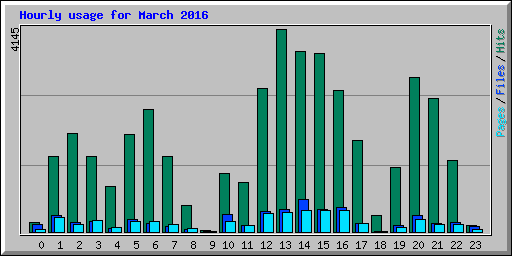 Hourly usage for March 2016
4145
Pages/Files/Hits
0 1 2 3 4 5 6 7 8 9 10 11 12 13 14 15 16 17 18 19 20 21 22 23